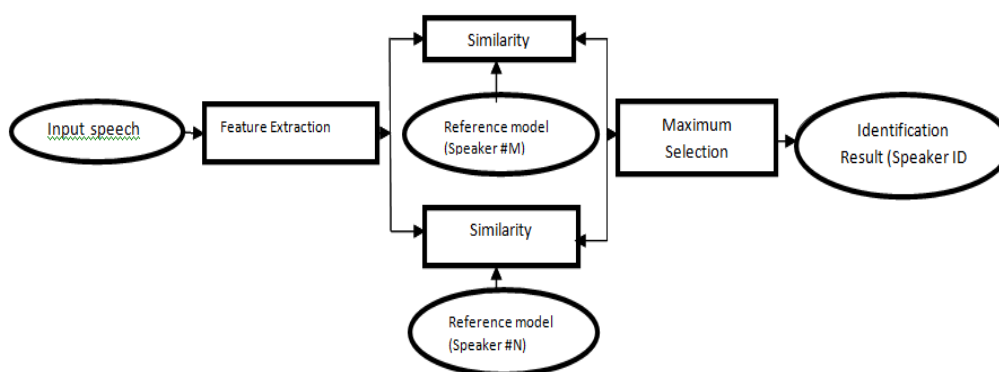 Input speech
Feature Extraction
Similarity
Reference model
(Speaker #M)
Similarity
Reference model
(Speaker #N)
Maximum
Selection
Identification
Result (Speaker ID